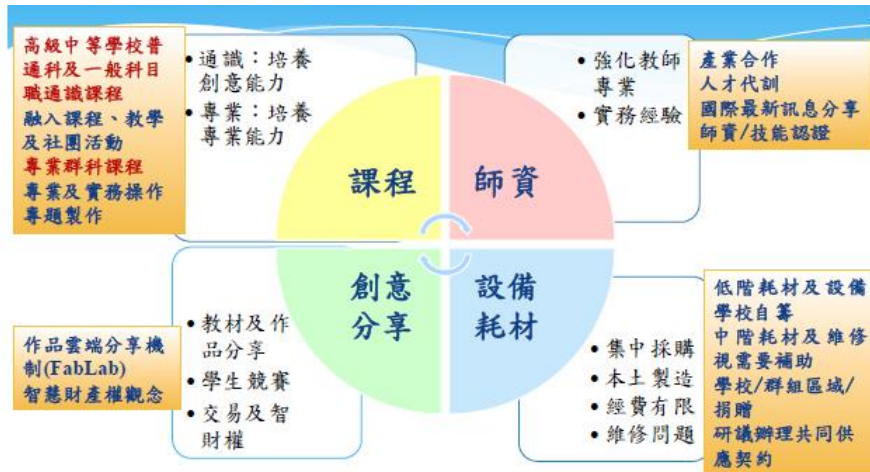 高級中等學校普
通科及一般科目
職通識課程
融入課程、教學
及社團活動
專業群科課程
專業及實務操作
專題製作
• 通識：培養
創意能力
• 專業：培養
專業能力
課程
師資
• 強化教師
專業
• 實務經驗
產業合作
人才代訓
國際最新訊息分享
師資/技能認證
作品雲端分享機
制(FabLab)
智慧財產權觀念
• 教材及作
品分享
• 學生競賽
• 交易及智
財權
創意
分享
設備
耗材
• 集中採購
• 本土製造
• 經費有限
• 維修問題
低階耗材及設備
學校自籌
中階耗材及維修
視需要補助
學校/群組區域/
捐贈
研議辦理共同供
應契約